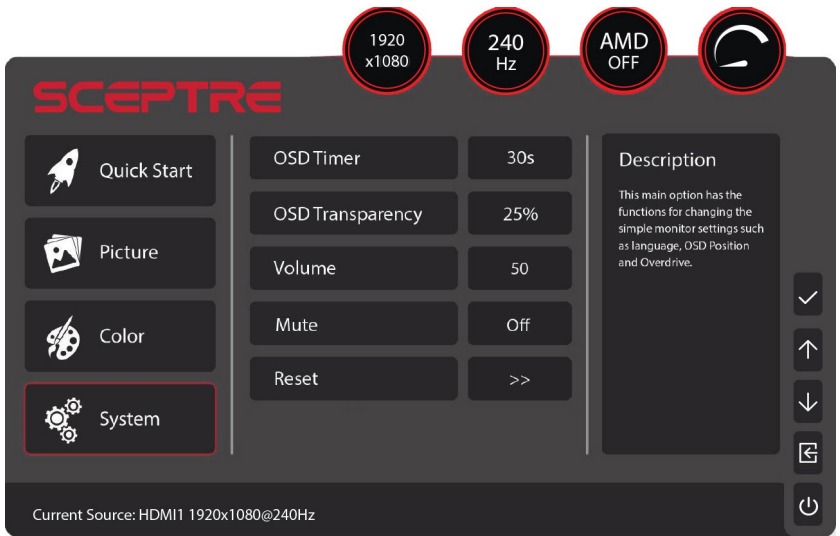 1920
x1080
240
Hz
AMD
OFF
SCEPTRE
Quick Start
Picture
Color
System
OSD Timer 30s
OSD Transparency 25%
Volume 50
Mute Off
Reset >>
Description
This main option has the
functions for changing the
simple monitor settings such
as language, OSD Position
and Overdrive.
Current Source: HDMI1 1920x1080@240Hz